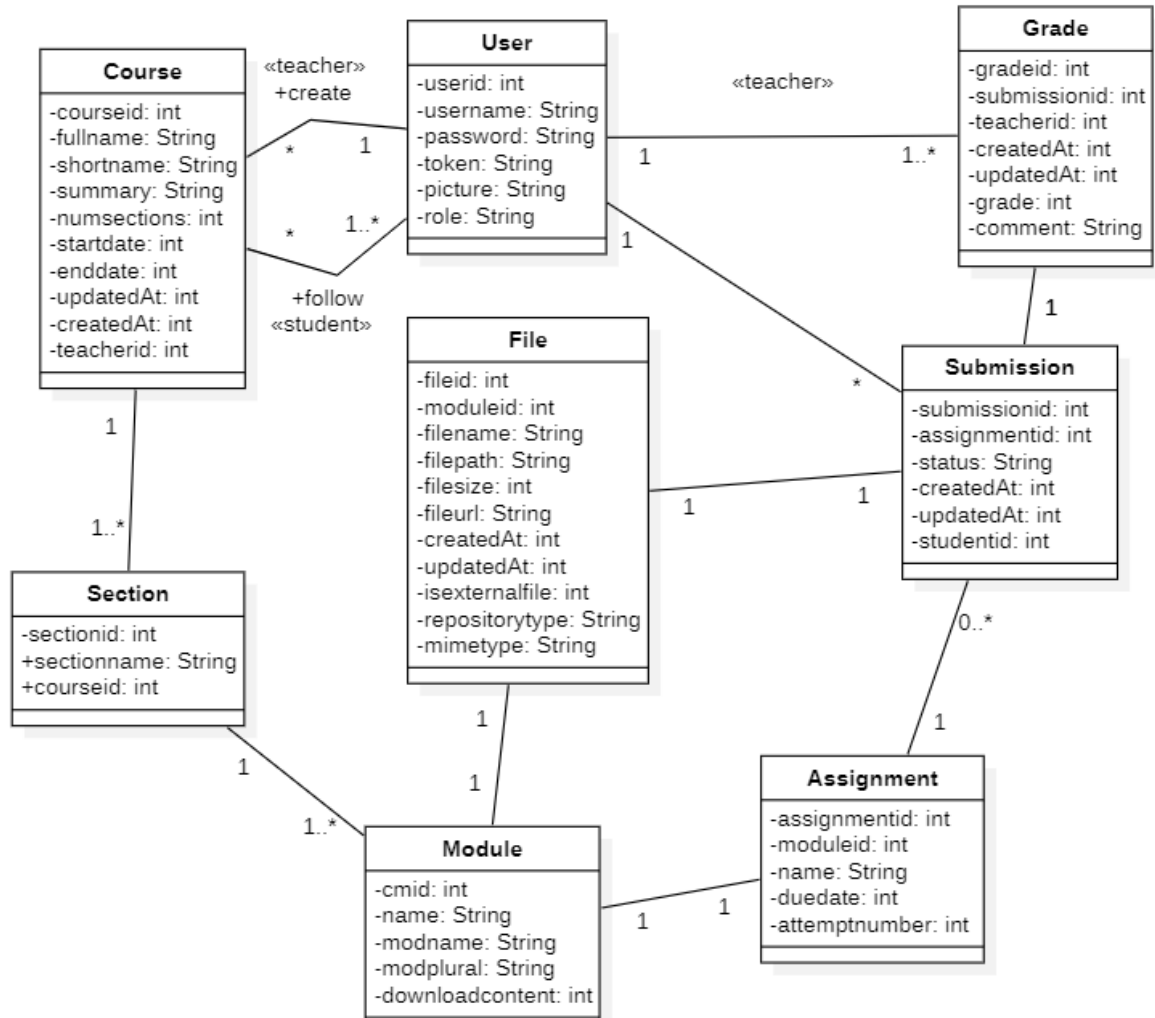 Course
-courseid: int
-fullname: String
-shortname: String
-summary: String
-numsections: int
-startdate: int
-enddate: int
-updatedAt: int
-createdAt: int
-teacherid: int
«teacher»
+create
*
1
*
1..*
+follow
«student»
User
-userid: int
-username: String
-password: String
-token: String
-picture: String
-role: String
«teacher»
1
1..*
Grade
-gradeid: int
-submissionid: int
-teacherid: int
-createdAt: int
-updatedAt: int
-grade: int
-comment: String
1
*
1
File
-fileid: int
-moduleid: int
-filename: String
-filepath: String
-filesize: int
-fileurl: String
-createdAt: int
-updatedAt: int
-isexternalfile: int
-repositorytype: String
-mimetype: String
1
1
Submission
-submissionid: int
-assignmentid: int
-status: String
-createdAt: int
-updatedAt: int
-studentid: int
1
1..*
Section
-sectionid: int
+sectionname: String
+courseid: int
1
1..*
1
1
0..*
1
Module
-cmid: int
-name: String
-modname: String
-modplural: String
-downloadcontent: int
1
1
Assignment
-assignmentid: int
-moduleid: int
-name: String
-duedate: int
-attemptnumber: int